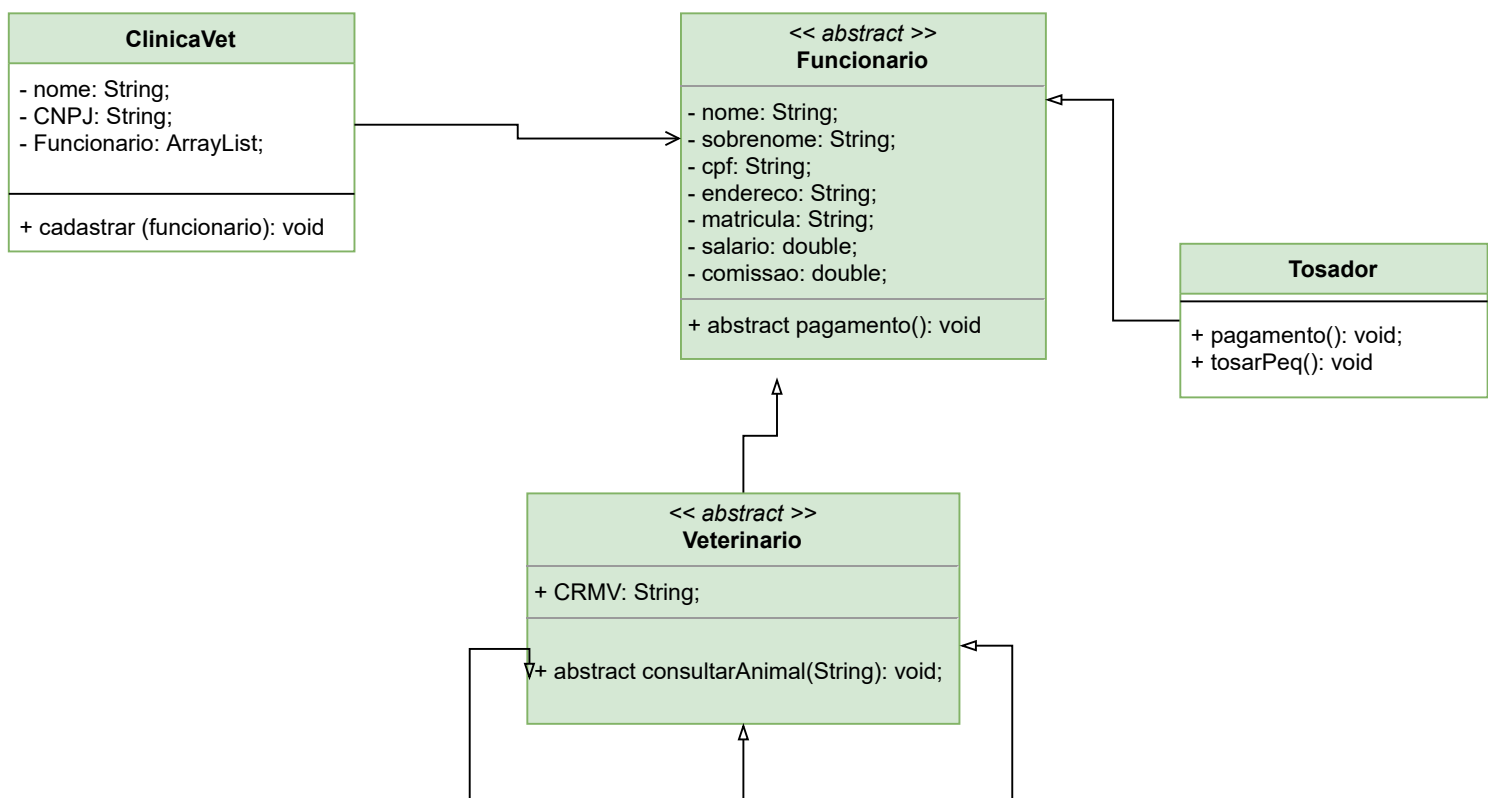 ClinicaVet
- nome: String;
- CNPJ: String;
- Funcionario: ArrayList;
+ cadastrar (funcionario): void
<< abstract >>
Funcionario
- nome: String;
- sobrenome: String;
- cpf: String;
- endereco: String;
- matricula: String;
- salario: double;
- comissao: double;
+ abstract pagamento(): void
Tosador
+ pagamento(): void;
+ tosarPeq(): void
<< abstract >>
Veterinario
+ CRMV: String;
+ abstract consultarAnimal(String): void;